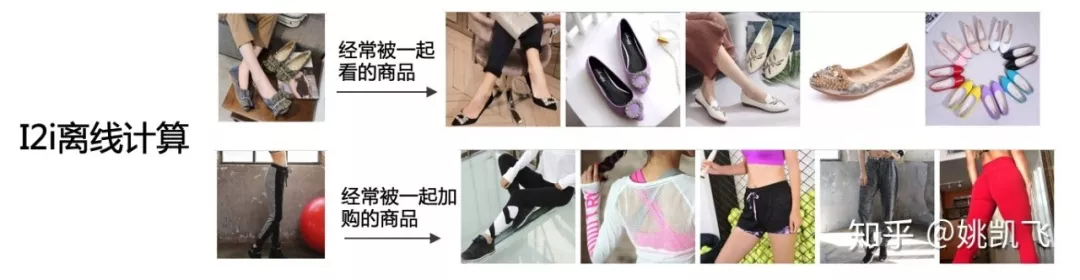 经常被一起
看的商品
I2i离线计算
经常被一起加
购的商品
知乎 @姚凯飞